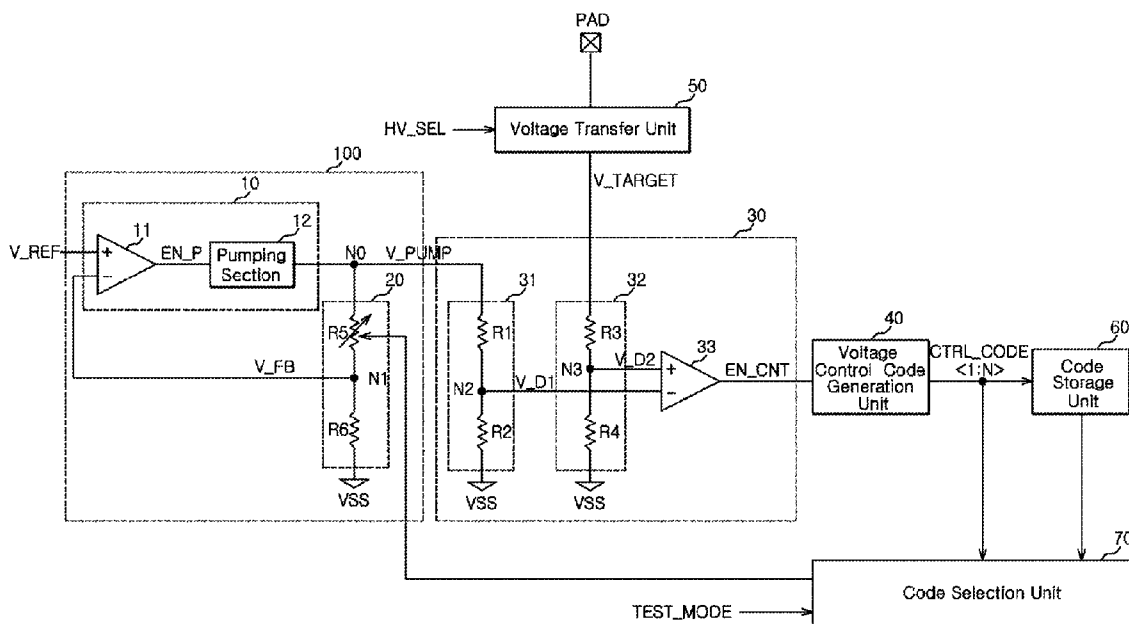 PAD
50
HV_SEL
Voltage Transfer Unit
100
V_TARGET
10
30
11
12
V_REF
+
−
EN_P
Pumping
Section
N0
V_PUMP
20
31
32
R5
R1
R3
40
60
33
V_FB
N1
N2
V_D1
N3
V_D2
+
−
EN_CNT
Voltage
Control Code
Generation
Unit
CTRL_CODE
<1:N>
Code
Storage
Unit
R6
R2
R4
VSS
VSS
VSS
70
Code Selection Unit
TEST_MODE